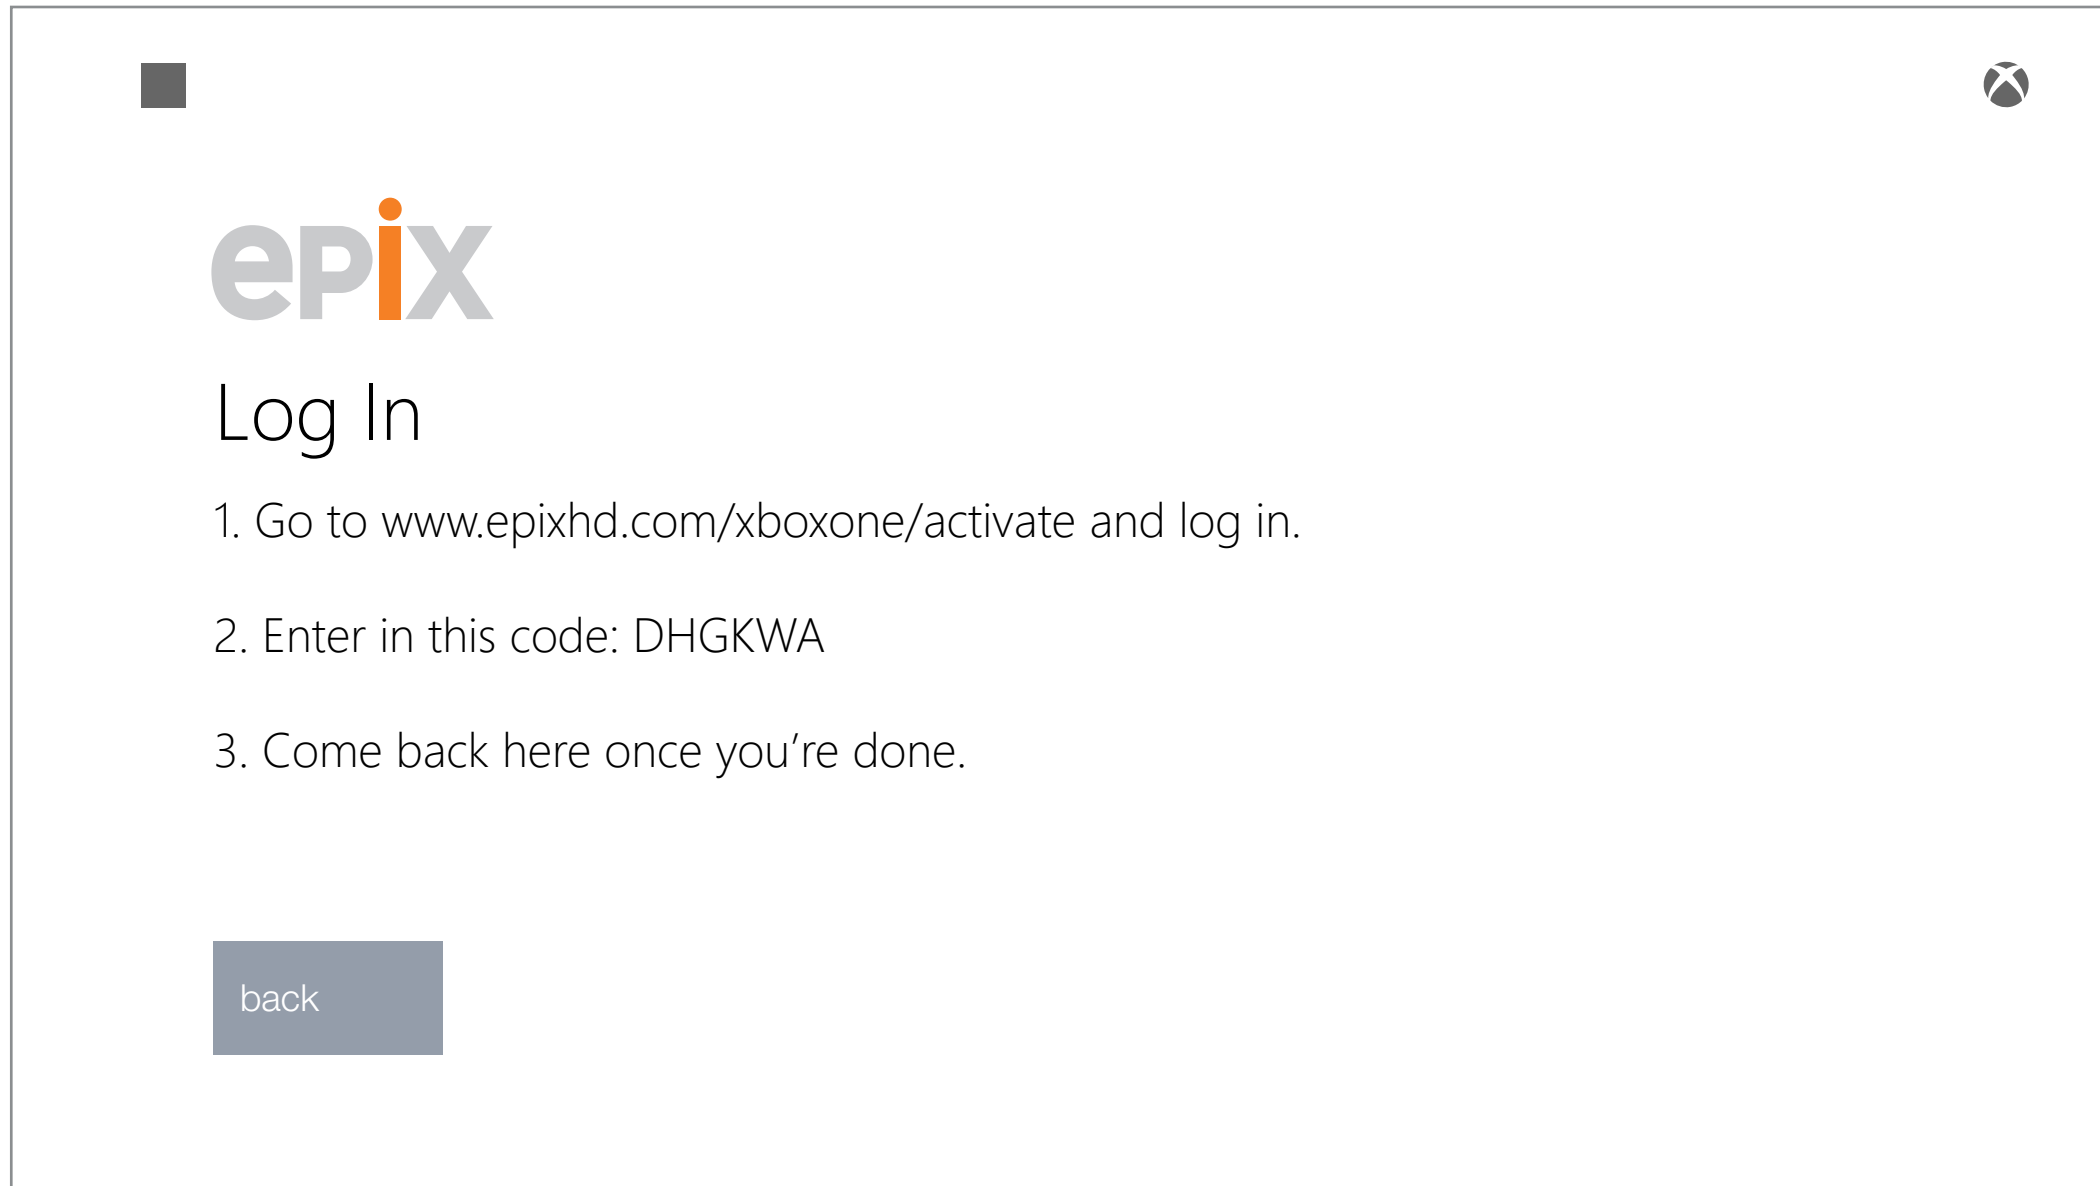 epix
Log In
1. Go to www.epixhd.com/xboxone/activate and log in.
2. Enter in this code: DHGKWA
3. Come back here once you’re done.
back